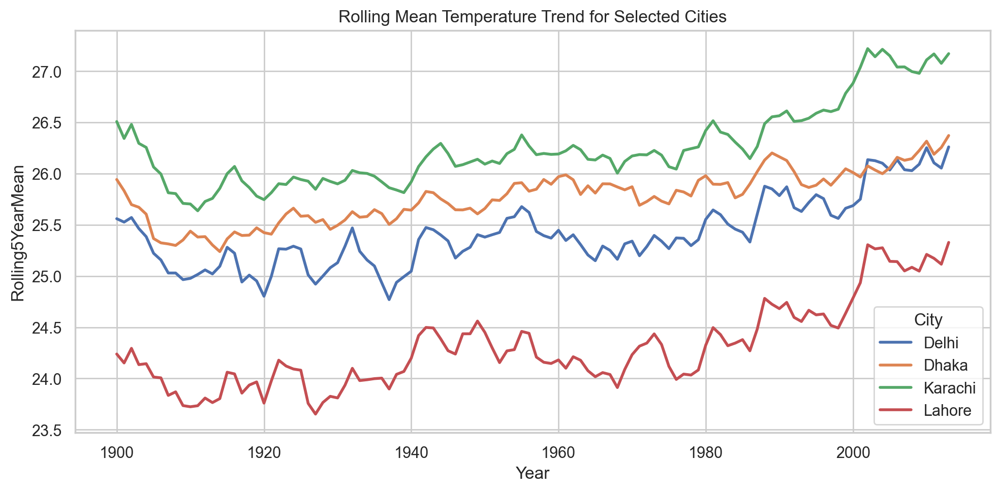 Rolling Mean Temperature Trend for Selected Cities
Rolling5YearMean
27.0
26.5
26.0
25.5
25.0
24.5
24.0
23.5
1900
1920
1940
1960
1980
2000
Year
City
Delhi
Dhaka
Karachi
Lahore